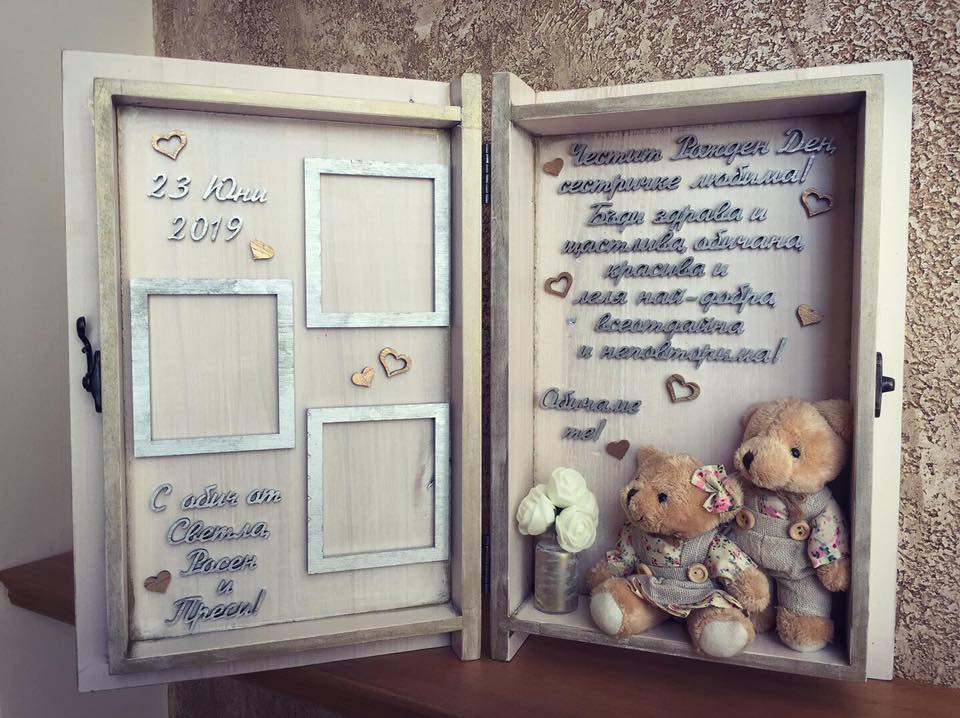 23 Юни
2019
С обич от
Светла,
Росен
и
Треси!
Честит Рожден Ден,
сестричке любима!
Бъди здрава и
щастлива, обичана,
красива и
леля най-добра,
всеотдайна
и неповторима!
Обичаме
те!